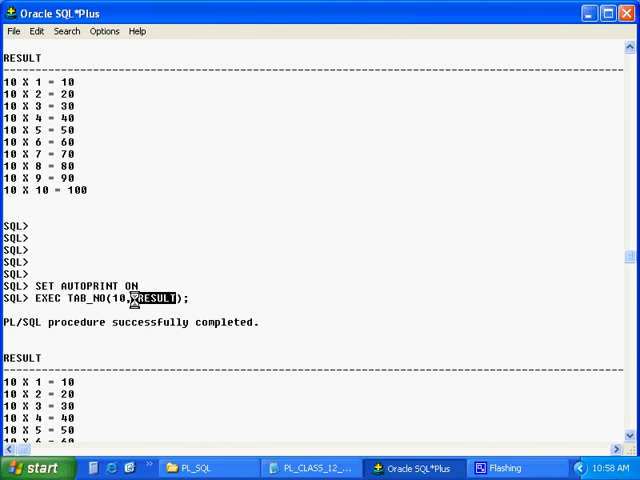 Oracle SQL*Plus
File Edit Search Options Help
RESULT
10 X 1 = 10
10 X 2 = 20
10 X 3 = 30
10 X 4 = 40
10 X 5 = 50
10 X 6 = 60
10 X 7 = 70
10 X 8 = 80
10 X 9 = 90
10 X 10 = 100
SQL>
SQL>
SQL>
SQL>
SQL>
SQL> SET AUTOPRINT ON
SQL> EXEC TAB_NO(10,:RESULT);
PL/SQL procedure successfully completed.
RESULT
10 X 1 = 10
10 X 2 = 20
10 X 3 = 30
10 X 4 = 40
10 X 5 = 50
10 X 6 = 60
start PL_SQL PL_CLASS_12_... Oracle SQL*Plus Flashing 10:58 AM